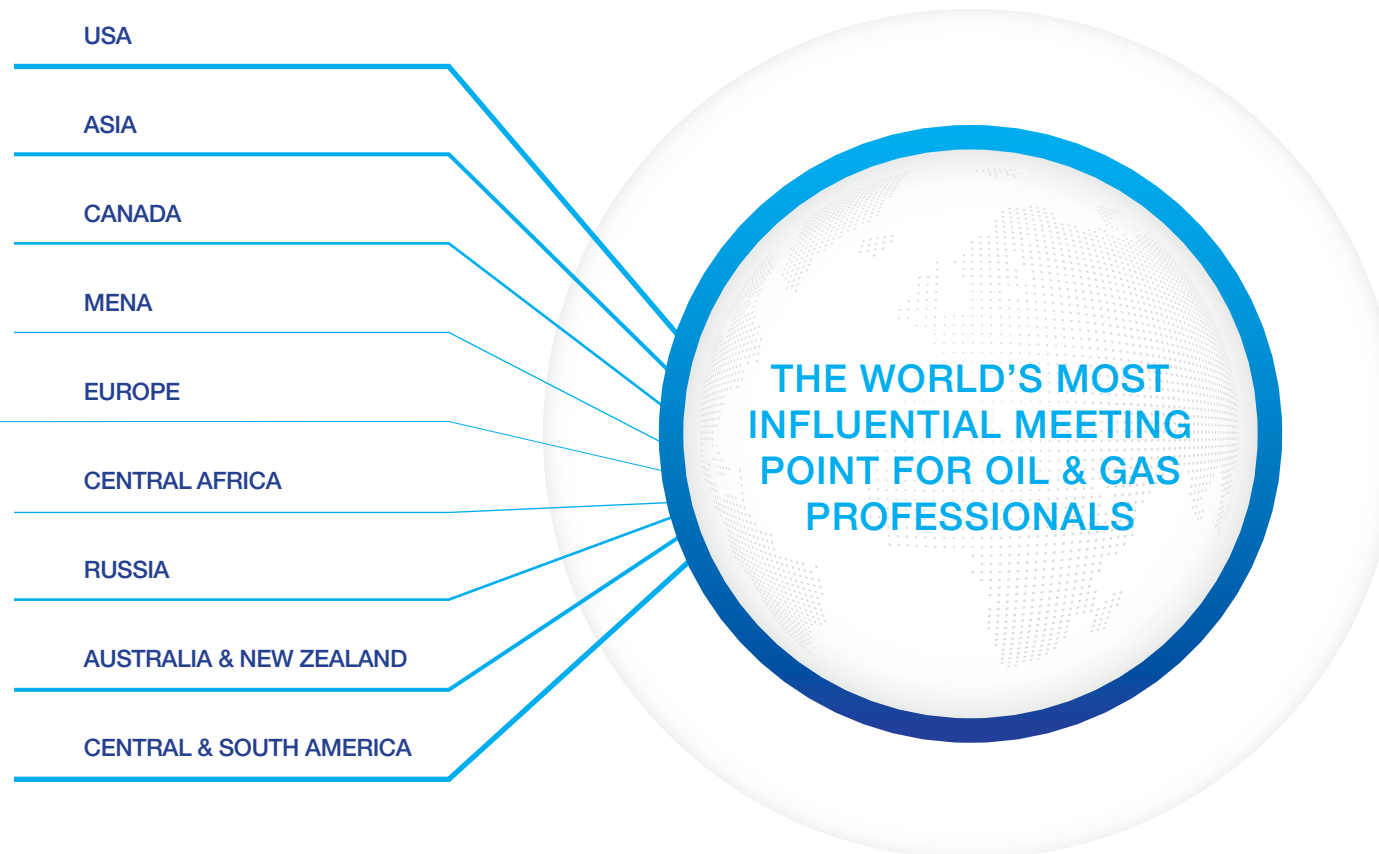 USA
ASIA
CANADA
MENA
EUROPE
CENTRAL AFRICA
RUSSIA
AUSTRALIA & NEW ZEALAND
CENTRAL & SOUTH AMERICA
THE WORLD’S MOST
INFLUENTIAL MEETING
POINT FOR OIL & GAS
PROFESSIONALS